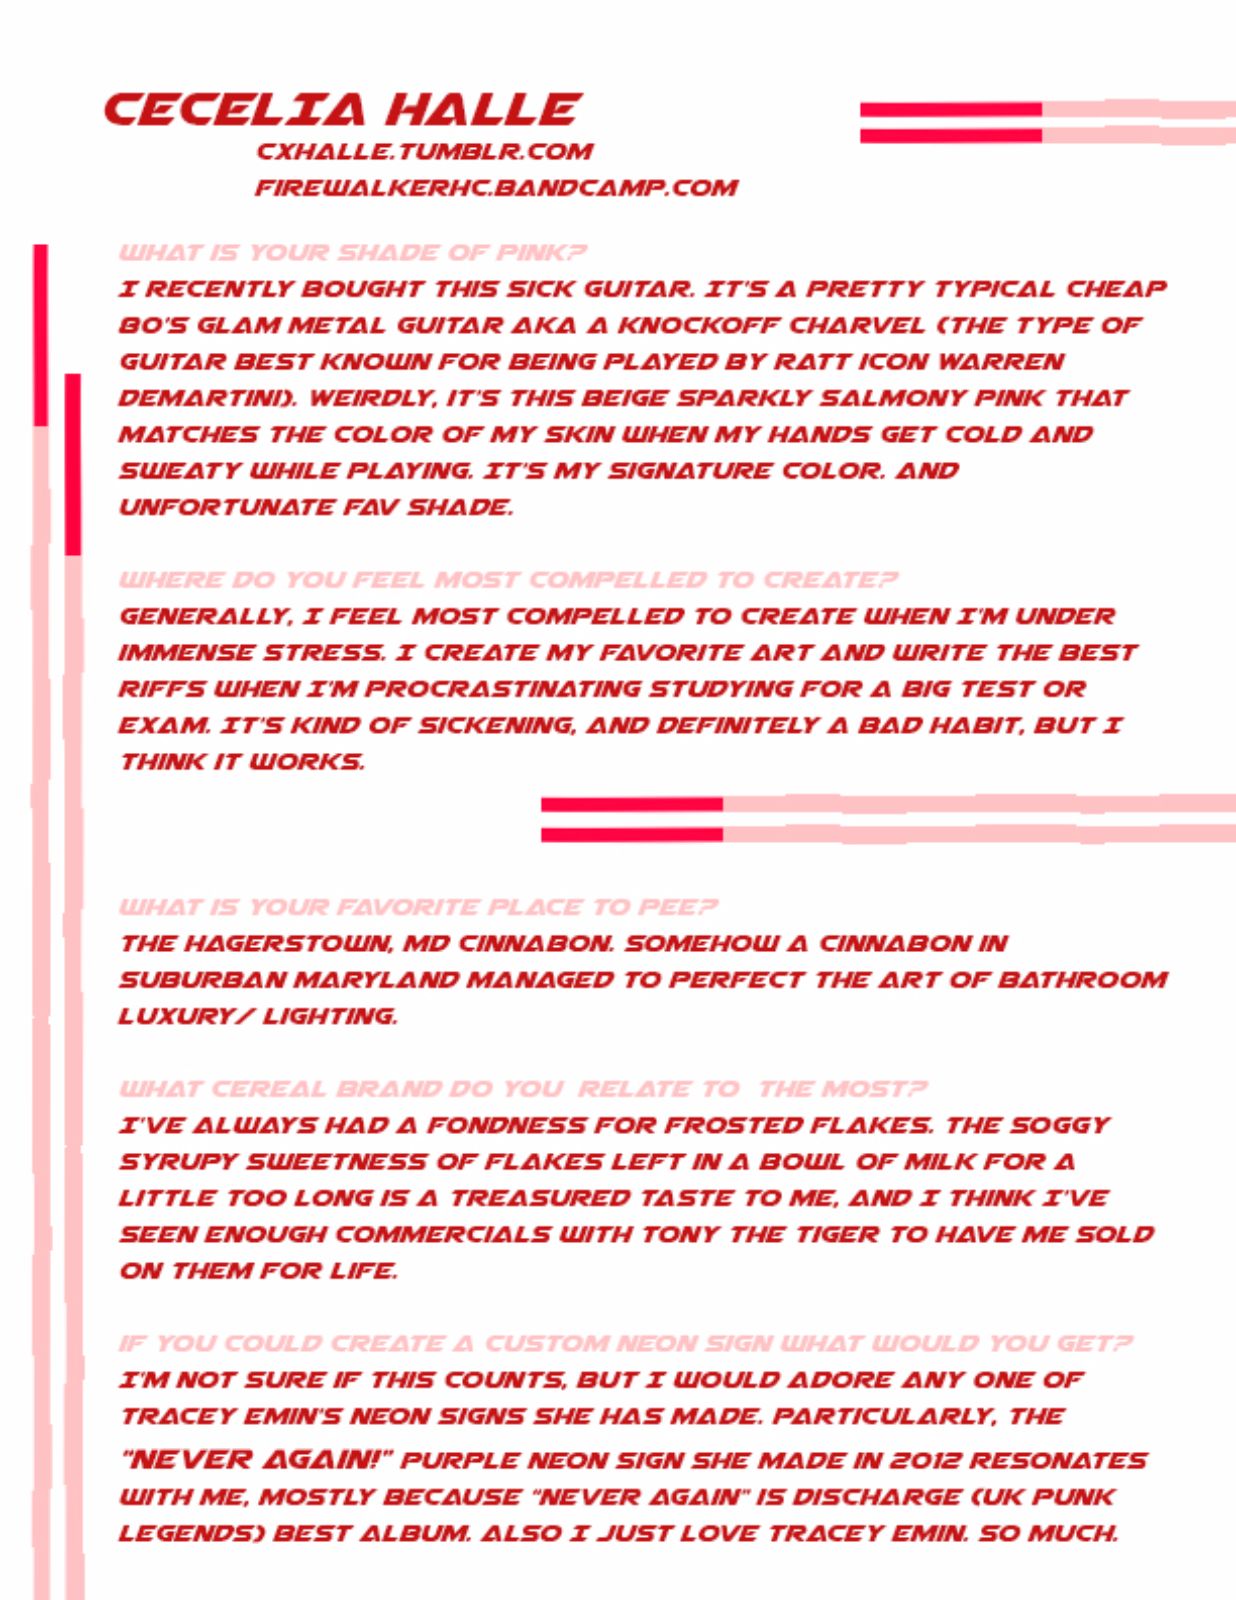 CECELIA HALLE
CXHALLE.TUMBLR.COM
FIREWALKERHC.BANDCAMP.COM
WHAT IS YOUR SHADE OF PINK?
I RECENTLY BOUGHT THIS SICK GUITAR. IT'S A PRETTY TYPICAL CHEAP
80'S GLAM METAL GUITAR AKA A KNOCKOFF CHARVEL (THE TYPE OF
GUITAR BEST KNOWN FOR BEING PLAYED BY RATT ICON WARREN
DEMARTINI). WEIRDLY, IT'S THIS BEIGE SPARKLY SALMONY PINK THAT
MATCHES THE COLOR OF MY SKIN WHEN MY HANDS GET COLD AND
SWEATY WHILE PLAYING. IT'S MY SIGNATURE COLOR. AND
UNFORTUNATE FAV SHADE.
WHERE DO YOU FEEL MOST COMPELLED TO CREATE?
GENERALLY, I FEEL MOST COMPELLED TO CREATE WHEN I'M UNDER
IMMENSE STRESS. I CREATE MY FAVORITE ART AND WRITE THE BEST
RIFFS WHEN I'M PROCRASTINATING STUDYING FOR A BIG TEST OR
EXAM. IT'S KIND OF SICKENING, AND DEFINITELY A BAD HABIT, BUT I
THINK IT WORKS.
WHAT IS YOUR FAVORITE PLACE TO PEE?
THE HAGERSTOWN, MD CINNABON. SOMEHOW A CINNABON IN
SUBURBAN MARYLAND MANAGED TO PERFECT THE ART OF BATHROOM
LUXURY/ LIGHTING.
WHAT CEREAL BRAND DO YOU RELATE TO THE MOST?
I'VE ALWAYS HAD A FONDNESS FOR FROSTED FLAKES. THE SOGGY
SYRUPY SWEETNESS OF FLAKES LEFT IN A BOWL OF MILK FOR A
LITTLE TOO LONG IS A TREASURED TASTE TO ME, AND I THINK I'VE
SEEN ENOUGH COMMERCIALS WITH TONY THE TIGER TO HAVE ME SOLD
ON THEM FOR LIFE.
IF YOU COULD CREATE A CUSTOM NEON SIGN WHAT WOULD YOU GET?
I'M NOT SURE IF THIS COUNTS, BUT I WOULD ADORE ANY ONE OF
TRACEY EMIN'S NEON SIGNS SHE HAS MADE. PARTICULARLY, THE
"NEVER AGAIN!" PURPLE NEON SIGN SHE MADE IN 2012 RESONATES
WITH ME, MOSTLY BECAUSE "NEVER AGAIN" IS DISCHARGE (UK PUNK
LEGENDS) BEST ALBUM. ALSO I JUST LOVE TRACEY EMIN. SO MUCH.